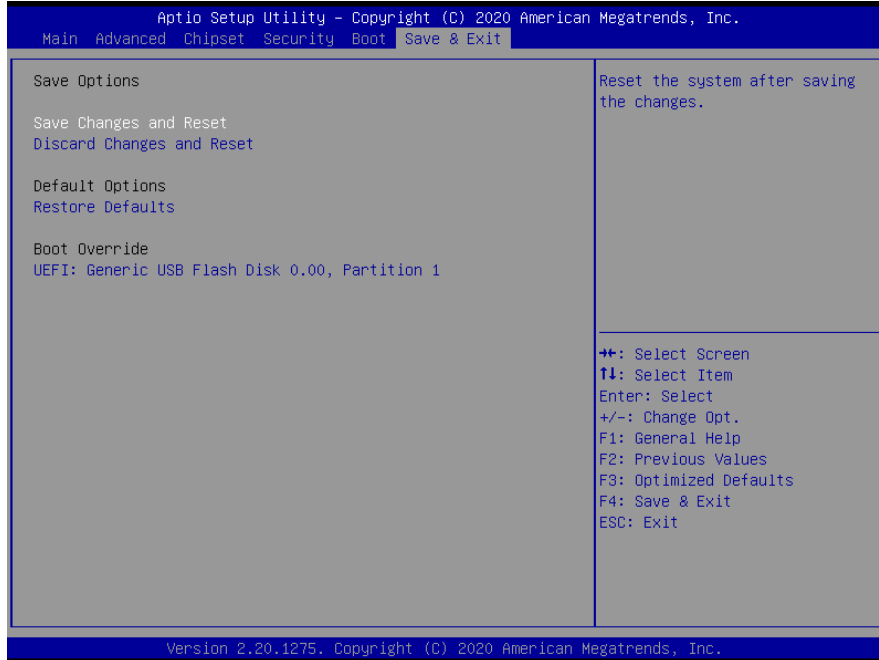 Aptio Setup Utility – Copyright (C) 2020 American Megatrends, Inc.
Main Advanced Chipset Security Boot Save & Exit
Save Options
Save Changes and Reset
Discard Changes and Reset
Default Options
Restore Defaults
Boot Override
UEFI: Generic USB Flash Disk 0.00, Partition 1
Reset the system after saving
the changes.
→←: Select Screen
↑↓: Select Item
Enter: Select
+/-: Change Opt.
F1: General Help
F2: Previous Values
F3: Optimized Defaults
F4: Save & Exit
ESC: Exit
Version 2.20.1275. Copyright (C) 2020 American Megatrends, Inc.